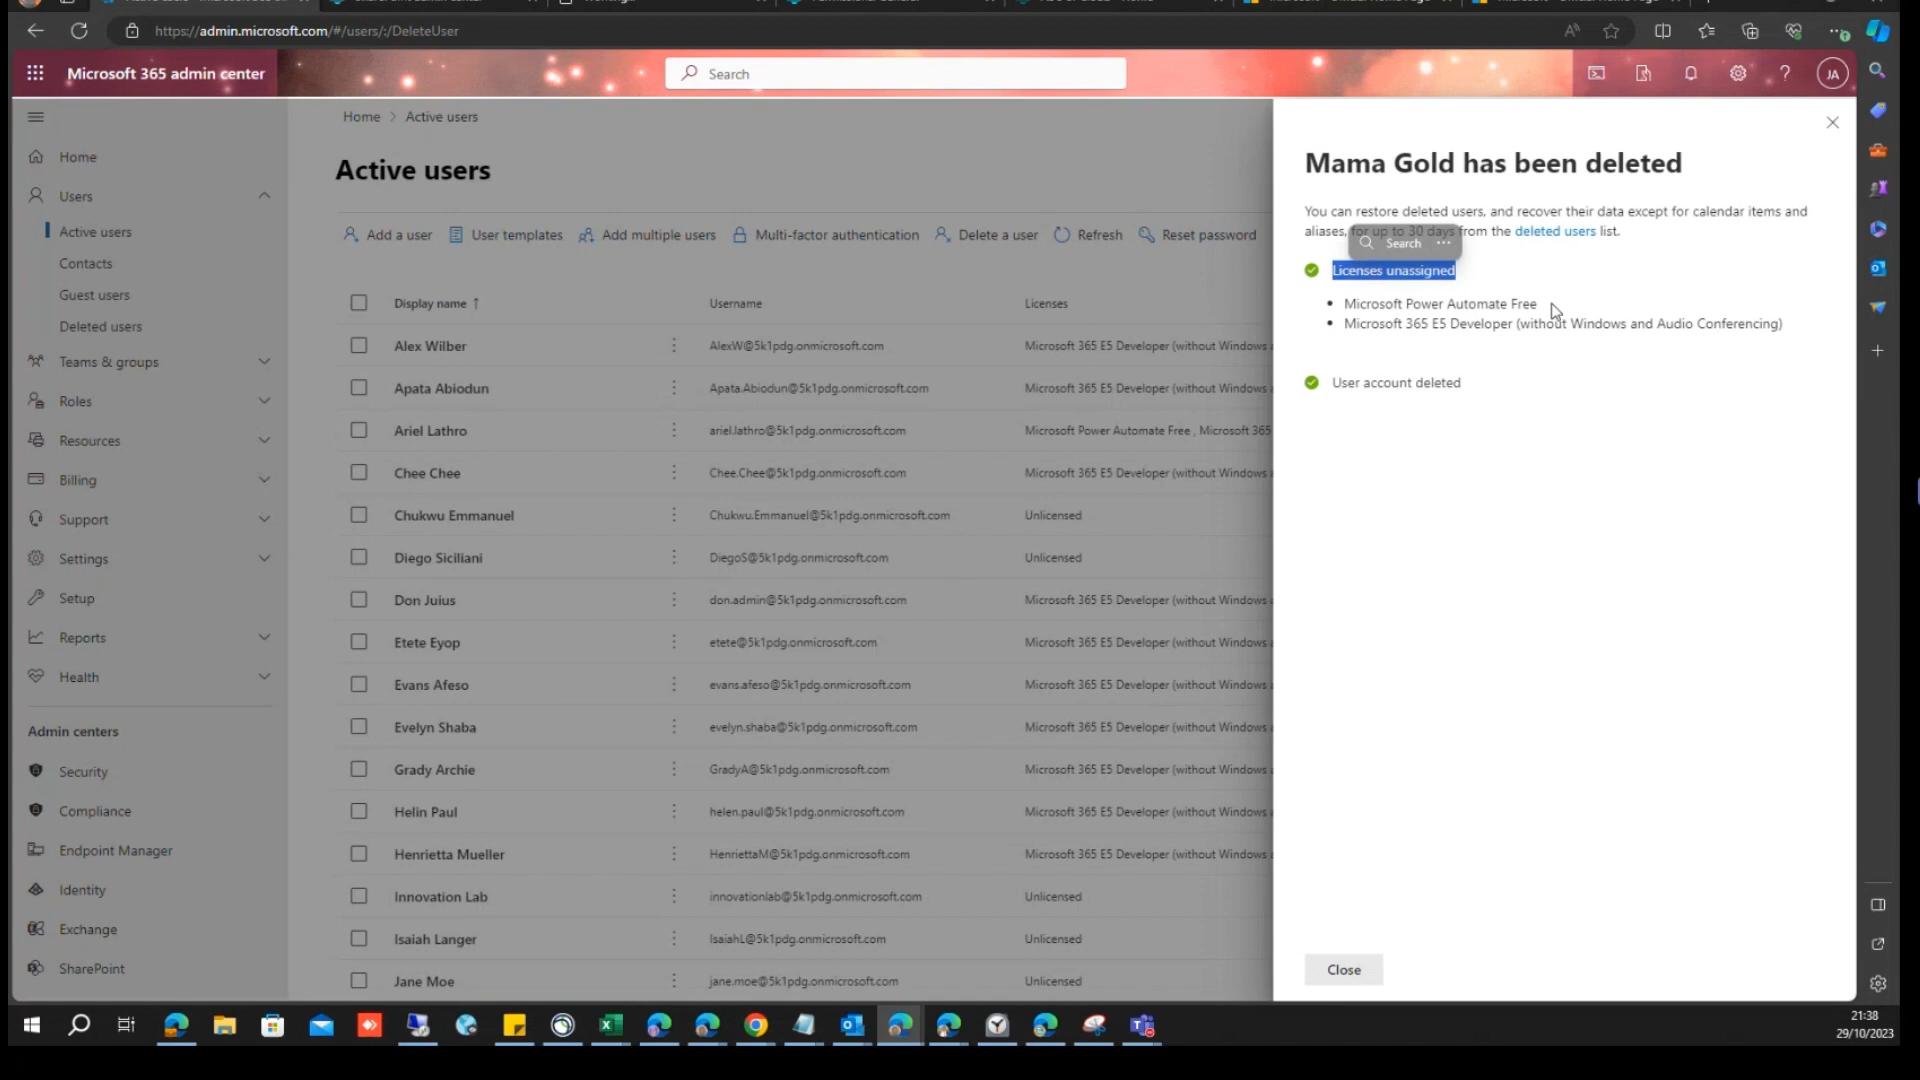 https://admin.microsoft.com/#/users/:/DeleteUser
Microsoft 365 admin center
Search
JA
Home
Users
Active users
Contacts
Guest users
Deleted users
Teams & groups
Roles
Resources
Billing
Support
Settings
Setup
Reports
Health
Admin centers
Security
Compliance
Endpoint Manager
Identity
Exchange
SharePoint
Home > Active users
Active users
Add a user User templates Add multiple users Multi-factor authentication Delete a user Refresh Reset password
Display name ↑ Username Licenses
Alex Wilber AlexW@5k1pdg.onmicrosoft.com Microsoft 365 E5 Developer (without Windows
Apata Abiodun Apata.Abiodun@5k1pdg.onmicrosoft.com Microsoft 365 E5 Developer (without Windows
Ariel Lathro ariel.lathro@5k1pdg.onmicrosoft.com Microsoft Power Automate Free , Microsoft 365
Chee Chee Chee.Chee@5k1pdg.onmicrosoft.com Microsoft 365 E5 Developer (without Windows
Chukwu Emmanuel Chukwu.Emmanuel@5k1pdg.onmicrosoft.com Unlicensed
Diego Siciliani DiegoS@5k1pdg.onmicrosoft.com Unlicensed
Don Juius don.admin@5k1pdg.onmicrosoft.com Microsoft 365 E5 Developer (without Windows
Etete Eyop etete@5k1pdg.onmicrosoft.com Microsoft 365 E5 Developer (without Windows
Evans Afeso evans.afeso@5k1pdg.onmicrosoft.com Microsoft 365 E5 Developer (without Windows
Evelyn Shaba evelyn.shaba@5k1pdg.onmicrosoft.com Microsoft 365 E5 Developer (without Windows
Grady Archie GradyA@5k1pdg.onmicrosoft.com Microsoft 365 E5 Developer (without Windows
Helin Paul helen.paul@5k1pdg.onmicrosoft.com Microsoft 365 E5 Developer (without Windows
Henrietta Mueller HenriettaM@5k1pdg.onmicrosoft.com Microsoft 365 E5 Developer (without Windows
Innovation Lab innovationlab@5k1pdg.onmicrosoft.com Unlicensed
Isaiah Langer IsaiahL@5k1pdg.onmicrosoft.com Unlicensed
Jane Moe jane.moe@5k1pdg.onmicrosoft.com Unlicensed
Mama Gold has been deleted
You can restore deleted users, and recover their data except for calendar items and
aliases, for up to 30 days from the deleted users list.
Search
Licenses unassigned
• Microsoft Power Automate Free
• Microsoft 365 E5 Developer (without Windows and Audio Conferencing)
User account deleted
Close
21:38
29/10/2023